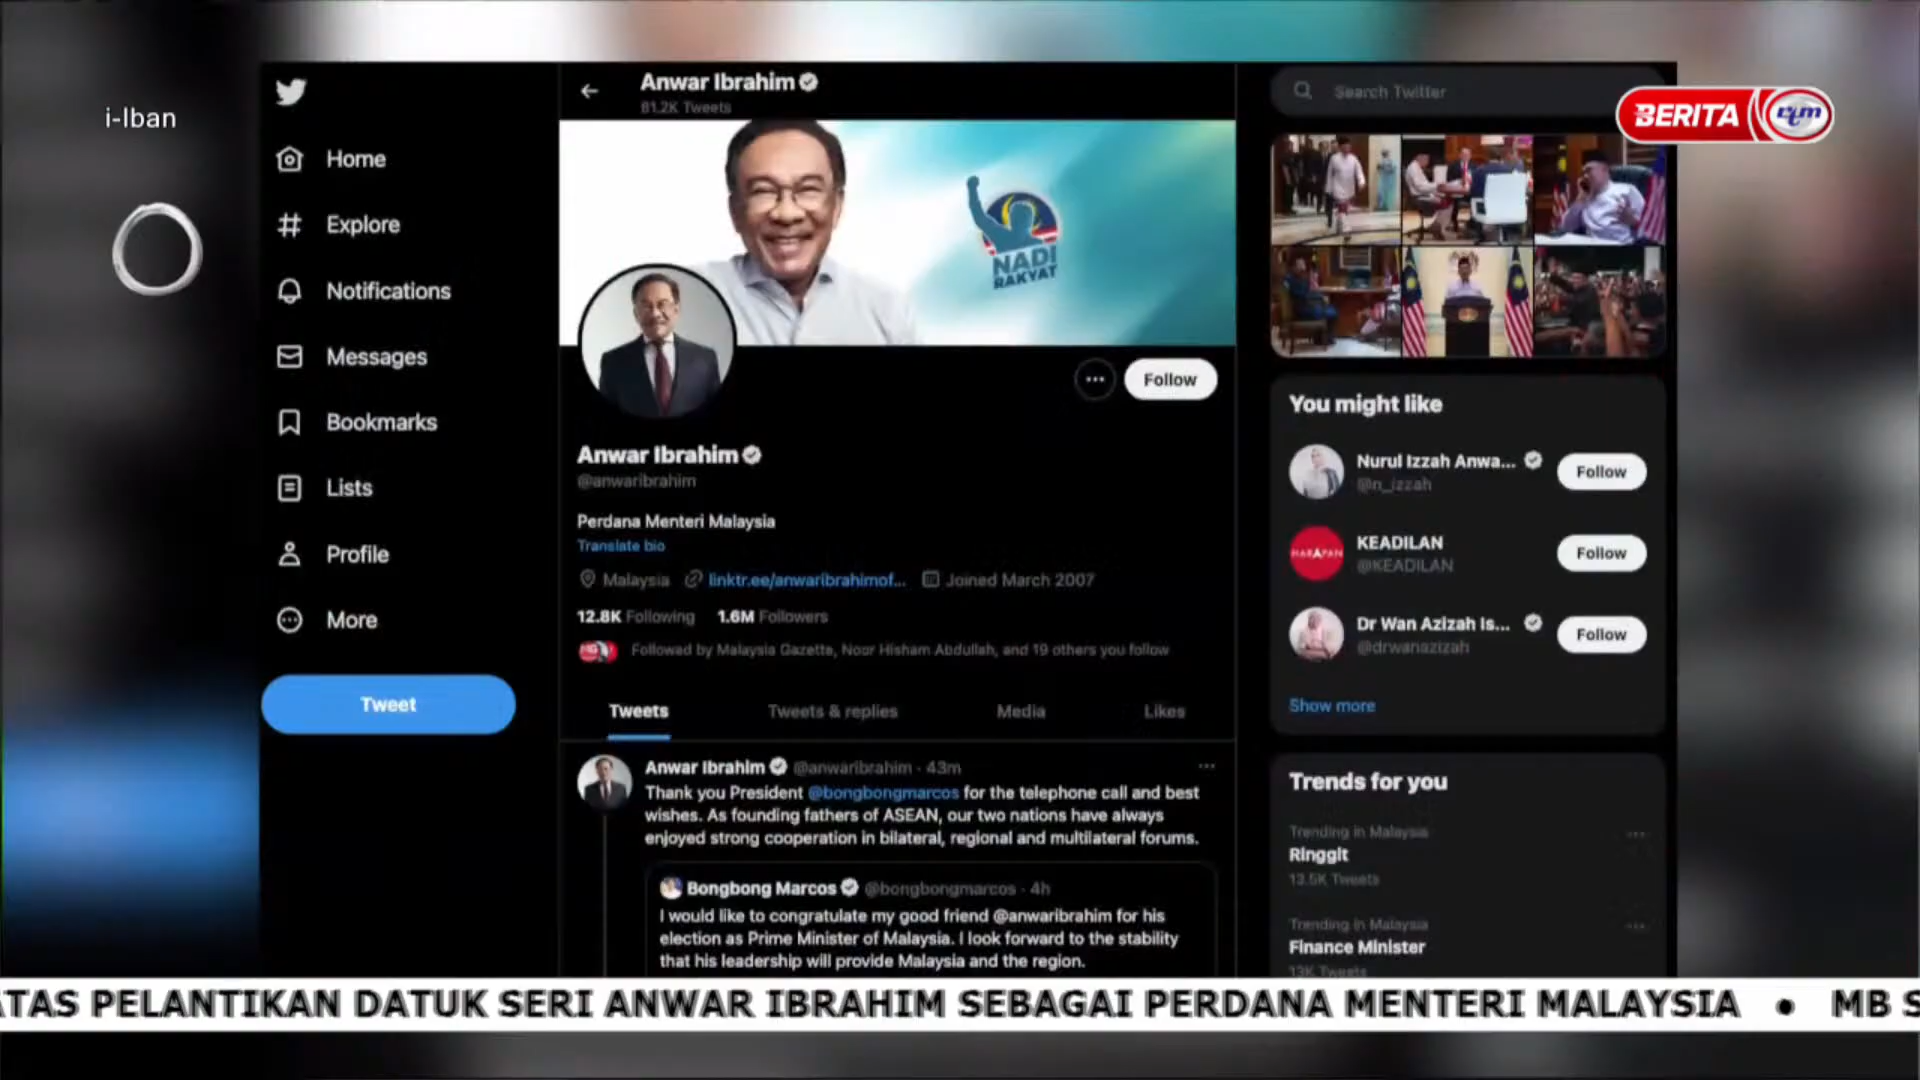 i-Iban
BERITA rtm
Anwar Ibrahim
81.2K Tweets
Search Twitter
Home
Explore
Notifications
Messages
Bookmarks
Lists
Profile
More
Tweet
NADI
RAKYAT
Follow
Anwar Ibrahim
@anwaribrahim
Perdana Menteri Malaysia
Translate bio
Malaysia linktr.ee/anwaribrahimof... Joined March 2007
12.8K Following 1.6M Followers
Followed by Malaysia Gazette, Noor Hisham Abdullah, and 19 others you follow
Tweets Tweets & replies Media Likes
Anwar Ibrahim @anwaribrahim · 43m
Thank you President @bongbongmarcos for the telephone call and best
wishes. As founding fathers of ASEAN, our two nations have always
enjoyed strong cooperation in bilateral, regional and multilateral forums.
Bongbong Marcos @bongbongmarcos · 4h
I would like to congratulate my good friend @anwaribrahim for his
election as Prime Minister of Malaysia. I look forward to the stability
that his leadership will provide Malaysia and the region.
You might like
Nurul Izzah Anwa...
@n_izzah
Follow
HARAPAN
KEADILAN
@KEADILAN
Follow
Dr Wan Azizah Is...
@drwanazizah
Follow
Show more
Trends for you
Trending in Malaysia
Ringgit
13.5K Tweets
Trending in Malaysia
Finance Minister
13K Tweets
ATAS PELANTIKAN DATUK SERI ANWAR IBRAHIM SEBAGAI PERDANA MENTERI MALAYSIA • MB S